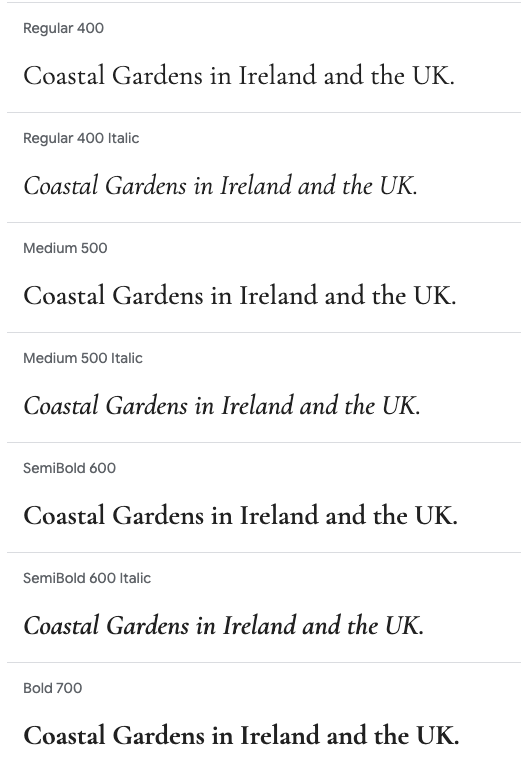 Regular 400
Coastal Gardens in Ireland and the UK.
Regular 400 Italic
Coastal Gardens in Ireland and the UK.
Medium 500
Coastal Gardens in Ireland and the UK.
Medium 500 Italic
Coastal Gardens in Ireland and the UK.
SemiBold 600
Coastal Gardens in Ireland and the UK.
SemiBold 600 Italic
Coastal Gardens in Ireland and the UK.
Bold 700
Coastal Gardens in Ireland and the UK.